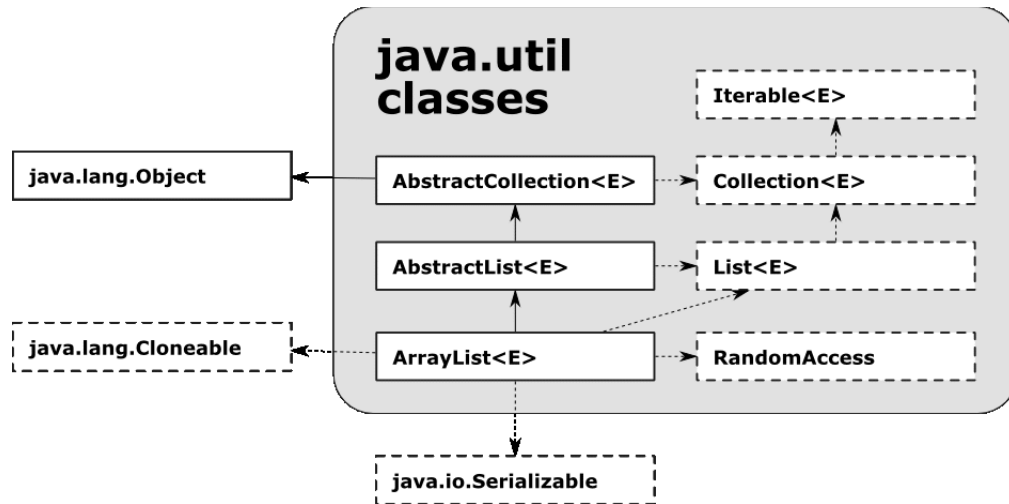 java.util
classes
Iterable<E>
java.lang.Object
AbstractCollection<E>
Collection<E>
AbstractList<E>
List<E>
java.lang.Cloneable
ArrayList<E>
RandomAccess
java.io.Serializable